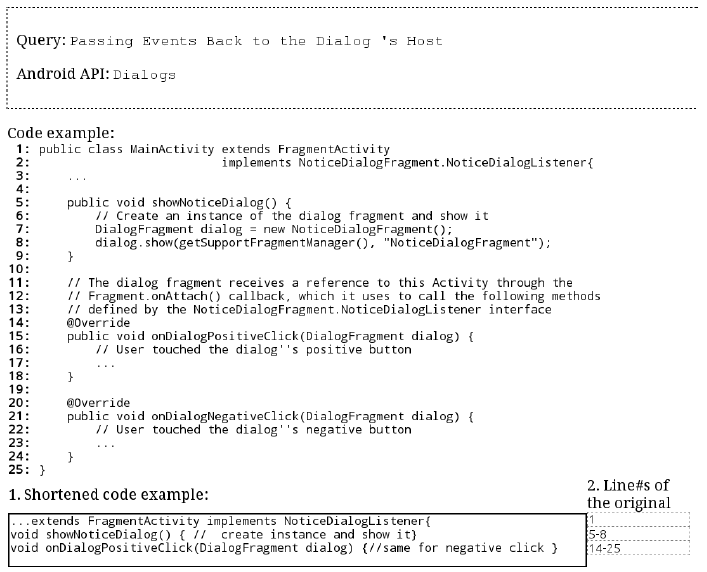 Query: Passing Events Back to the Dialog 's Host
Android API: Dialogs
Code example:
1: public class MainActivity extends FragmentActivity
2: implements NoticeDialogFragment.NoticeDialogListener{
3: ...
4:
5: public void showNoticeDialog() {
6: // Create an instance of the dialog fragment and show it
7: DialogFragment dialog = new NoticeDialogFragment();
8: dialog.show(getSupportFragmentManager(), "NoticeDialogFragment");
9: }
10:
11: // The dialog fragment receives a reference to this Activity through the
12: // Fragment.onAttach() callback, which it uses to call the following methods
13: // defined by the NoticeDialogFragment.NoticeDialogListener interface
14: @Override
15: public void onDialogPositiveClick(DialogFragment dialog) {
16: // User touched the dialog''s positive button
17: ...
18: }
19:
20: @Override
21: public void onDialogNegativeClick(DialogFragment dialog) {
22: // User touched the dialog''s negative button
23: ...
24: }
25: }
1. Shortened code example:
2. Line#s of
the original
...extends FragmentActivity implements NoticeDialogListener{
1
void showNoticeDialog() { // create instance and show it}
5-8
void onDialogPositiveClick(DialogFragment dialog) {//same for negative click }
14-25